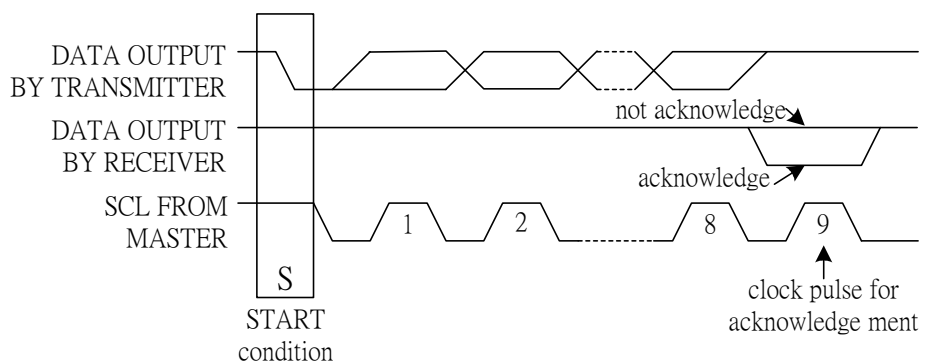 DATA OUTPUT
BY TRANSMITTER
not acknowledge
DATA OUTPUT
BY RECEIVER
acknowledge
SCL FROM
MASTER
1
2
8
9
S
START
condition
clock pulse for
acknowledge ment